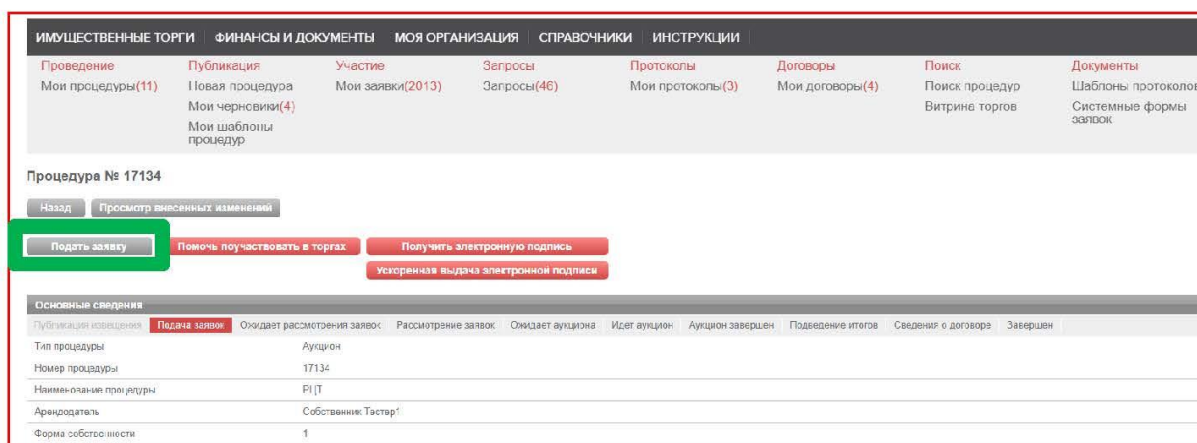 ИМУЩЕСТВЕННЫЕ ТОРГИ ФИНАНСЫ И ДОКУМЕНТЫ МОЯ ОРГАНИЗАЦИЯ СПРАВОЧНИКИ ИНСТРУКЦИИ
Проведение Публикация Участие Запросы Протоколы Договоры Поиск Документы
Мои процедуры(11) Новая процедура Мои заявки(2013) Запросы(46) Мои протоколы(3) Мои договоры(4) Поиск процедур Шаблоны протоколов
Мои черновики(4) Витрина торгов Системные формы
Мои шаблоны заявок
процедур
Процедура № 17134
Назад Просмотр внесенных изменений
Подать заявку Помочь поучаствовать в торгах Получить электронную подпись
Ускоренная выдача электронной подписи
Основные сведения
Публикация извещения Подача заявок Ожидает рассмотрения заявок Рассмотрение заявок Ожидает аукциона Идет аукцион Аукцион завершен Подведение итогов Сведения о договоре Завершен
Тип процедуры Аукцион
Номер процедуры 17134
Наименование процедуры
Арендодатель Собственник Тастер1
Форма собственности 1